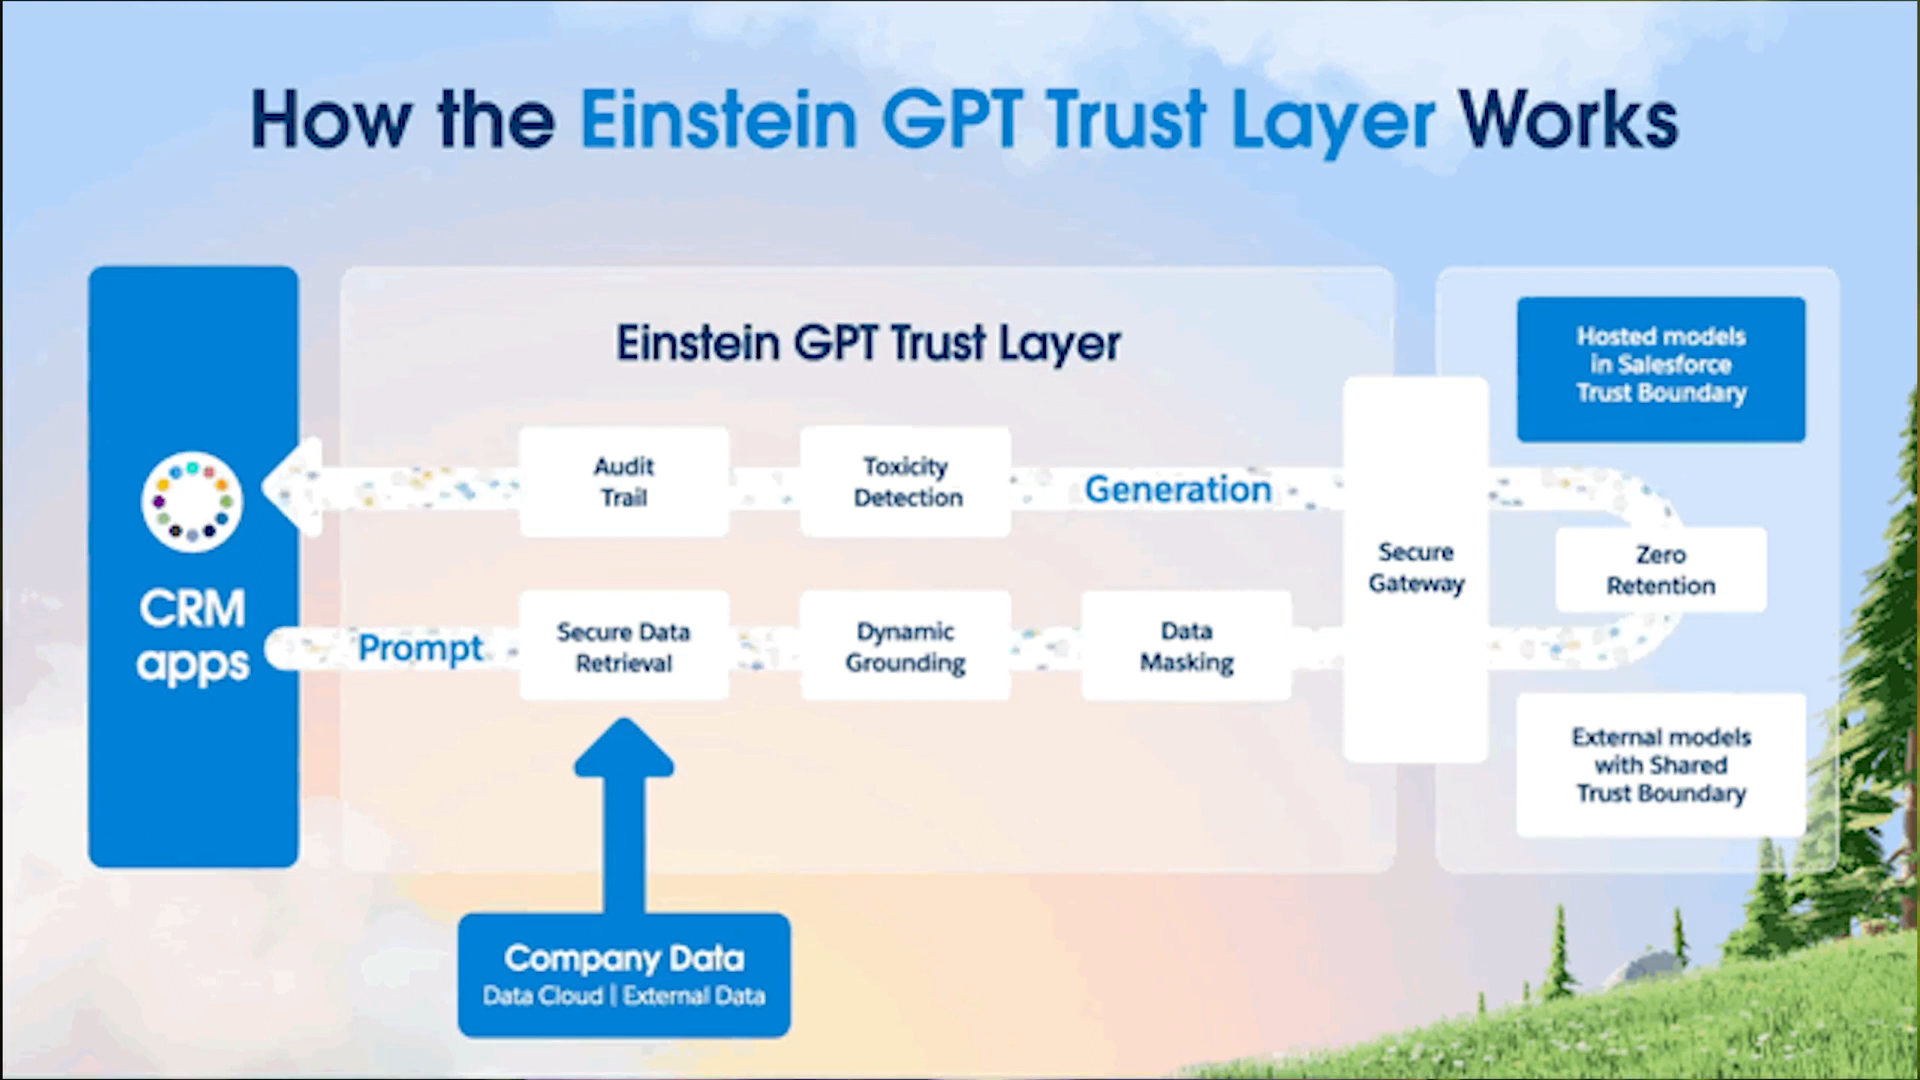 How the Einstein GPT Trust Layer Works
Einstein GPT Trust Layer
CRM
apps
Audit
Trail
Toxicity
Detection
Generation
Prompt
Secure Data
Retrieval
Dynamic
Grounding
Data
Masking
Secure
Gateway
Hosted models
in Salesforce
Trust Boundary
Zero
Retention
External models
with Shared
Trust Boundary
Company Data
Data Cloud | External Data